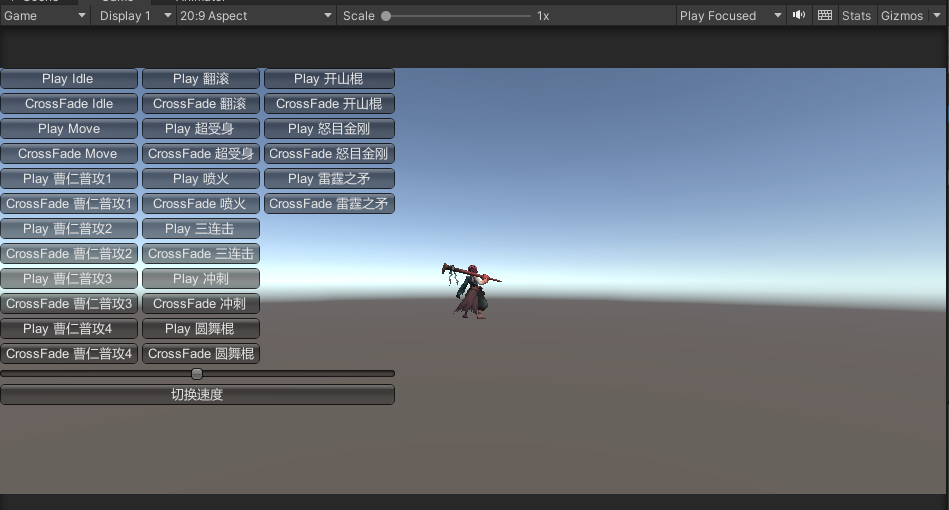 Game
Display 1
20:9 Aspect
Scale
1x
Play Focused
Stats
Gizmos
Play Idle
Play 翻滚
Play 开山棍
CrossFade Idle
CrossFade 翻滚
CrossFade 开山棍
Play Move
Play 超受身
Play 怒目金刚
CrossFade Move
CrossFade 超受身
CrossFade 怒目金刚
Play 曹仁普攻1
Play 喷火
Play 雷霆之矛
CrossFade 曹仁普攻1
CrossFade 喷火
CrossFade 雷霆之矛
Play 曹仁普攻2
Play 三连击
CrossFade 曹仁普攻2
CrossFade 三连击
Play 曹仁普攻3
Play 冲刺
CrossFade 曹仁普攻3
CrossFade 冲刺
Play 曹仁普攻4
Play 圆舞棍
CrossFade 曹仁普攻4
CrossFade 圆舞棍
切换速度